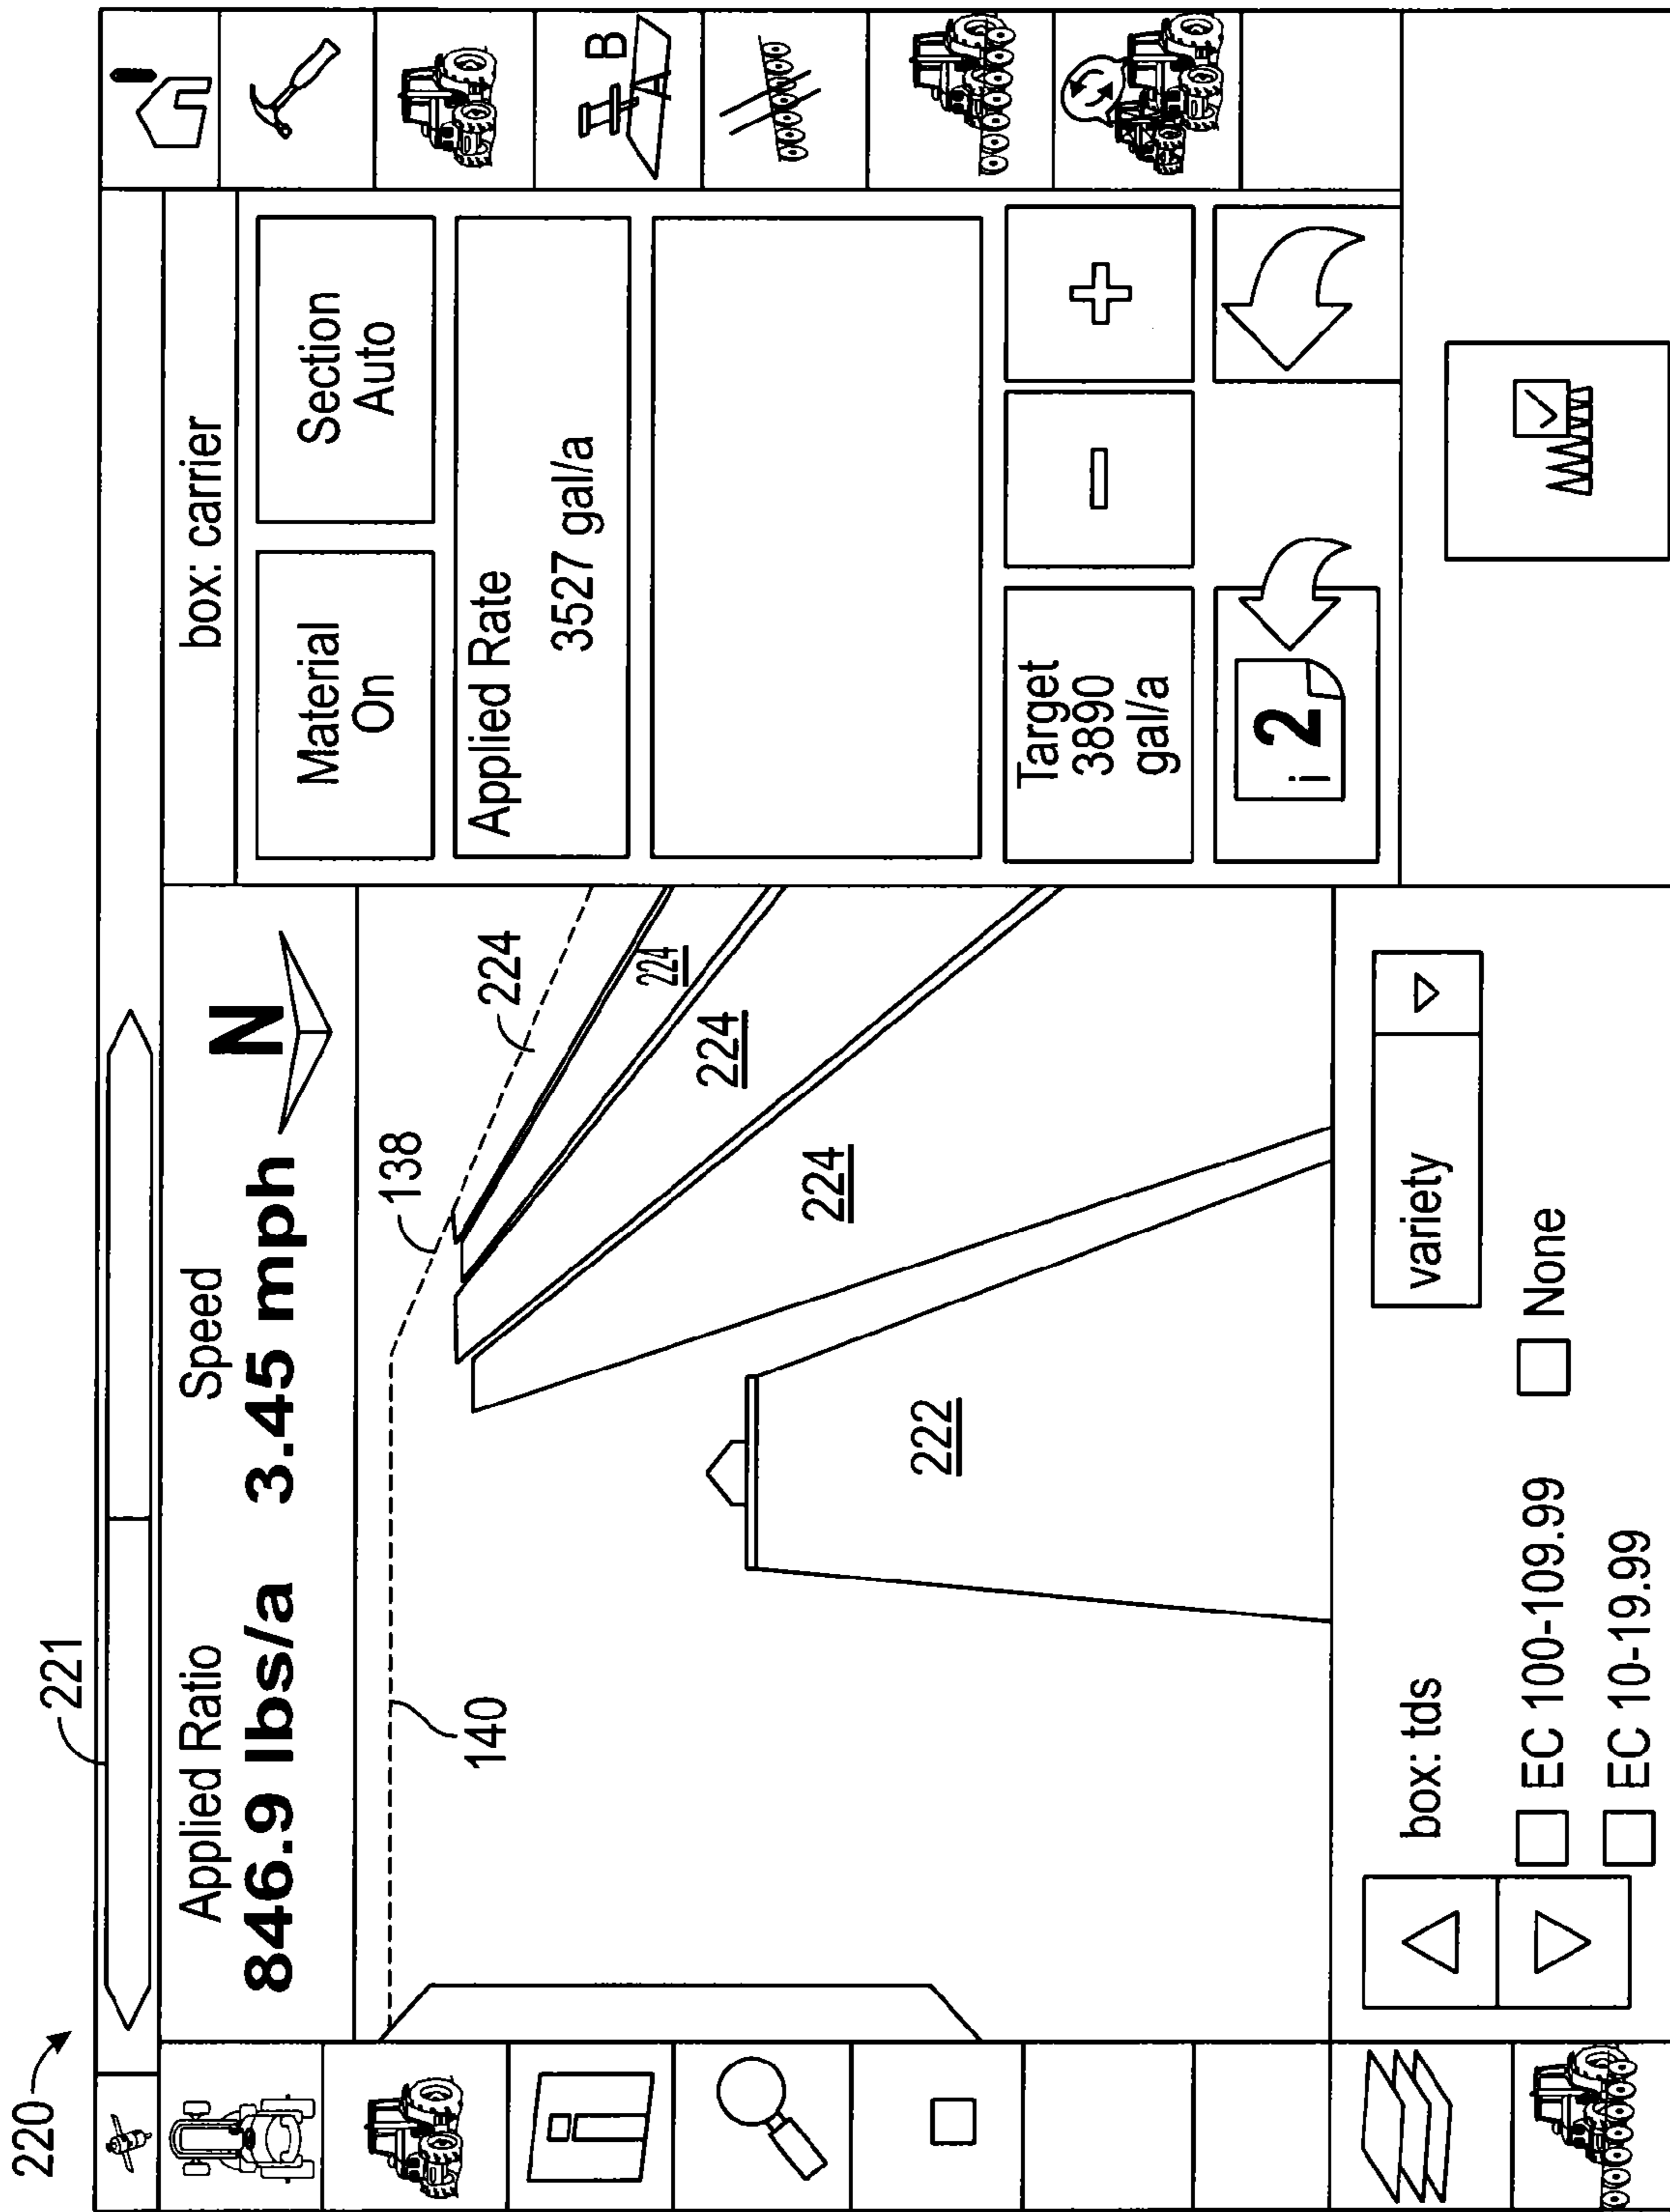 220
221
Applied Ratio
Speed
846.9 lbs/a
3.45 mph
N
box: carrier
Material
On
Section
Auto
Applied Rate
3527 gal/a
Target
3890
gal/a
i 2
B
A
140
138
224
224
224
224
222
i
box: tds
variety
EC 100-109.99
None
EC 10-19.99